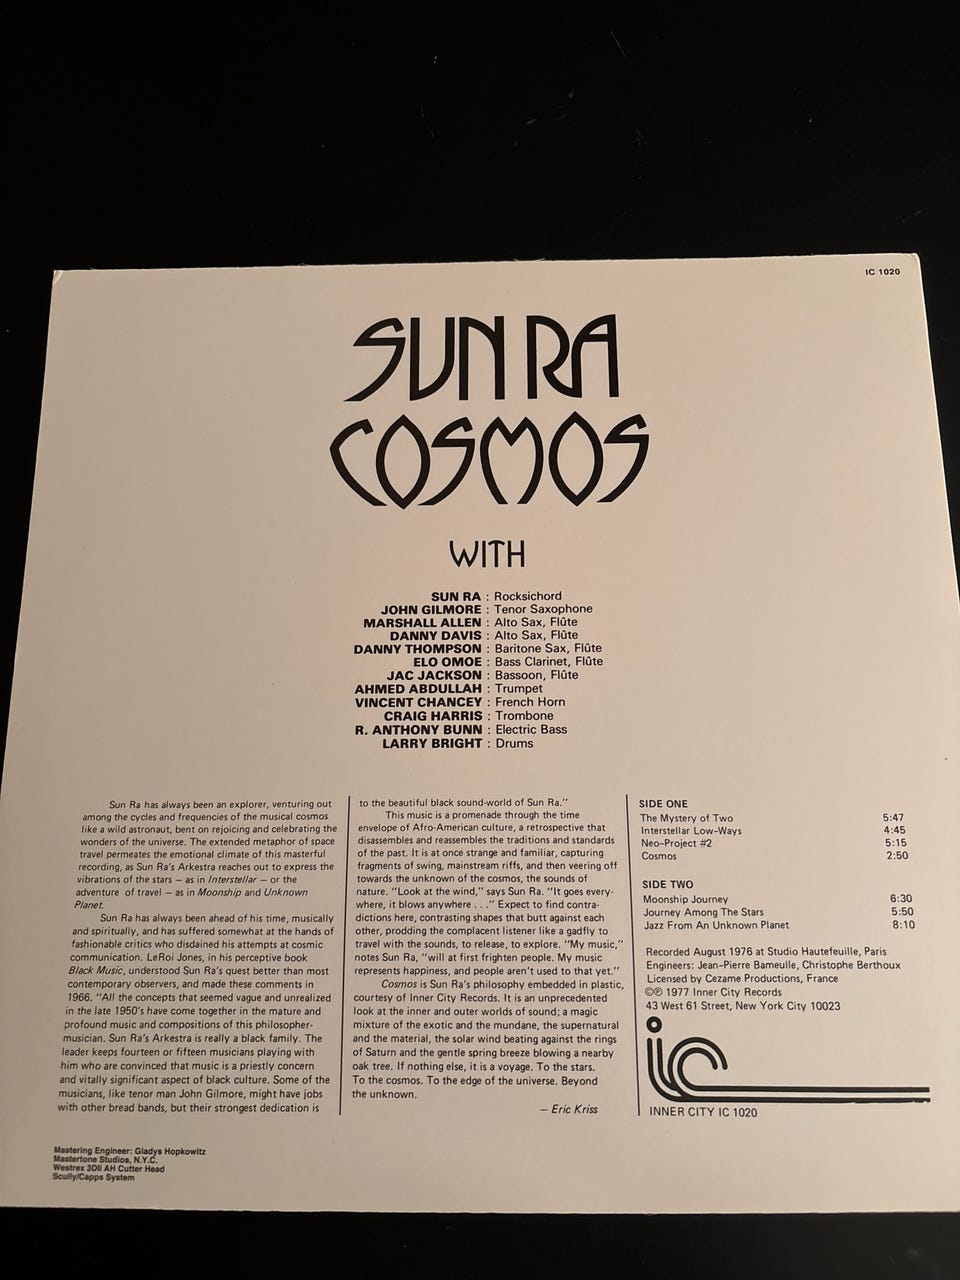 IC 1020
SUN RA
COSMOS
WITH
SUN RA : Rocksichord
JOHN GILMORE : Tenor Saxophone
MARSHALL ALLEN : Alto Sax, Flûte
DANNY DAVIS : Alto Sax, Flûte
DANNY THOMPSON : Baritone Sax, Flûte
ELO OMOE : Bass Clarinet, Flûte
JAC JACKSON : Bassoon, Flûte
AHMED ABDULLAH : Trumpet
VINCENT CHANCEY : French Horn
CRAIG HARRIS : Trombone
R. ANTHONY BUNN : Electric Bass
LARRY BRIGHT : Drums
Sun Ra has always been an explorer, venturing out
among the cycles and frequencies of the musical cosmos
like a wild astronaut, bent on rejoicing and celebrating the
wonders of the universe. The extended metaphor of space
travel permeates the emotional climate of this masterful
recording, as Sun Ra's Arkestra reaches out to express the
vibrations of the stars — as in Interstellar — or the
adventure of travel — as in Moonship and Unknown
Planet.
Sun Ra has always been ahead of his time, musically
and spiritually, and has suffered somewhat at the hands of
fashionable critics who disdained his attempts at cosmic
communication. LeRoi Jones, in his perceptive book
Black Music, understood Sun Ra's quest better than most
contemporary observers, and made these comments in
1966. "All the concepts that seemed vague and unrealized
in the late 1950's have come together in the mature and
profound music and compositions of this philosopher-
musician. Sun Ra's Arkestra is really a black family. The
leader keeps fourteen or fifteen musicians playing with
him who are convinced that music is a priestly concern
and vitally significant aspect of black culture. Some of the
musicians, like tenor man John Gilmore, might have jobs
with other bread bands, but their strongest dedication is
to the beautiful black sound-world of Sun Ra."
This music is a promenade through the time
envelope of Afro-American culture, a retrospective that
disassembles and reassembles the traditions and standards
of the past. It is at once strange and familiar, capturing
fragments of swing, mainstream riffs, and then veering off
towards the unknown of the cosmos, the sounds of
nature. "Look at the wind," says Sun Ra. "It goes every-
where, it blows anywhere . . ." Expect to find contra-
dictions here, contrasting shapes that butt against each
other, prodding the complacent listener like a gadfly to
travel with the sounds, to release, to explore. "My music,"
notes Sun Ra, "will at first frighten people. My music
represents happiness, and people aren't used to that yet."
Cosmos is Sun Ra's philosophy embedded in plastic,
courtesy of Inner City Records. It is an unprecedented
look at the inner and outer worlds of sound; a magic
mixture of the exotic and the mundane, the supernatural
and the material, the solar wind beating against the rings
of Saturn and the gentle spring breeze blowing a nearby
oak tree. If nothing else, it is a voyage. To the stars.
To the cosmos. To the edge of the universe. Beyond
the unknown.
— Eric Kriss
SIDE ONE
The Mystery of Two 5:47
Interstellar Low-Ways 4:45
Neo-Project #2 5:15
Cosmos 2:50
SIDE TWO
Moonship Journey 6:30
Journey Among The Stars 5:50
Jazz From An Unknown Planet 8:10
Recorded August 1976 at Studio Hautefeuille, Paris
Engineers: Jean-Pierre Bameulle, Christophe Berthoux
Licensed by Cezame Productions, France
©℗ 1977 Inner City Records
43 West 61 Street, New York City 10023
ic
INNER CITY IC 1020
Mastering Engineer: Gladys Hopkowitz
Mastertone Studios, N.Y.C.
Westrex 3DII AH Cutter Head
Scully/Capps System